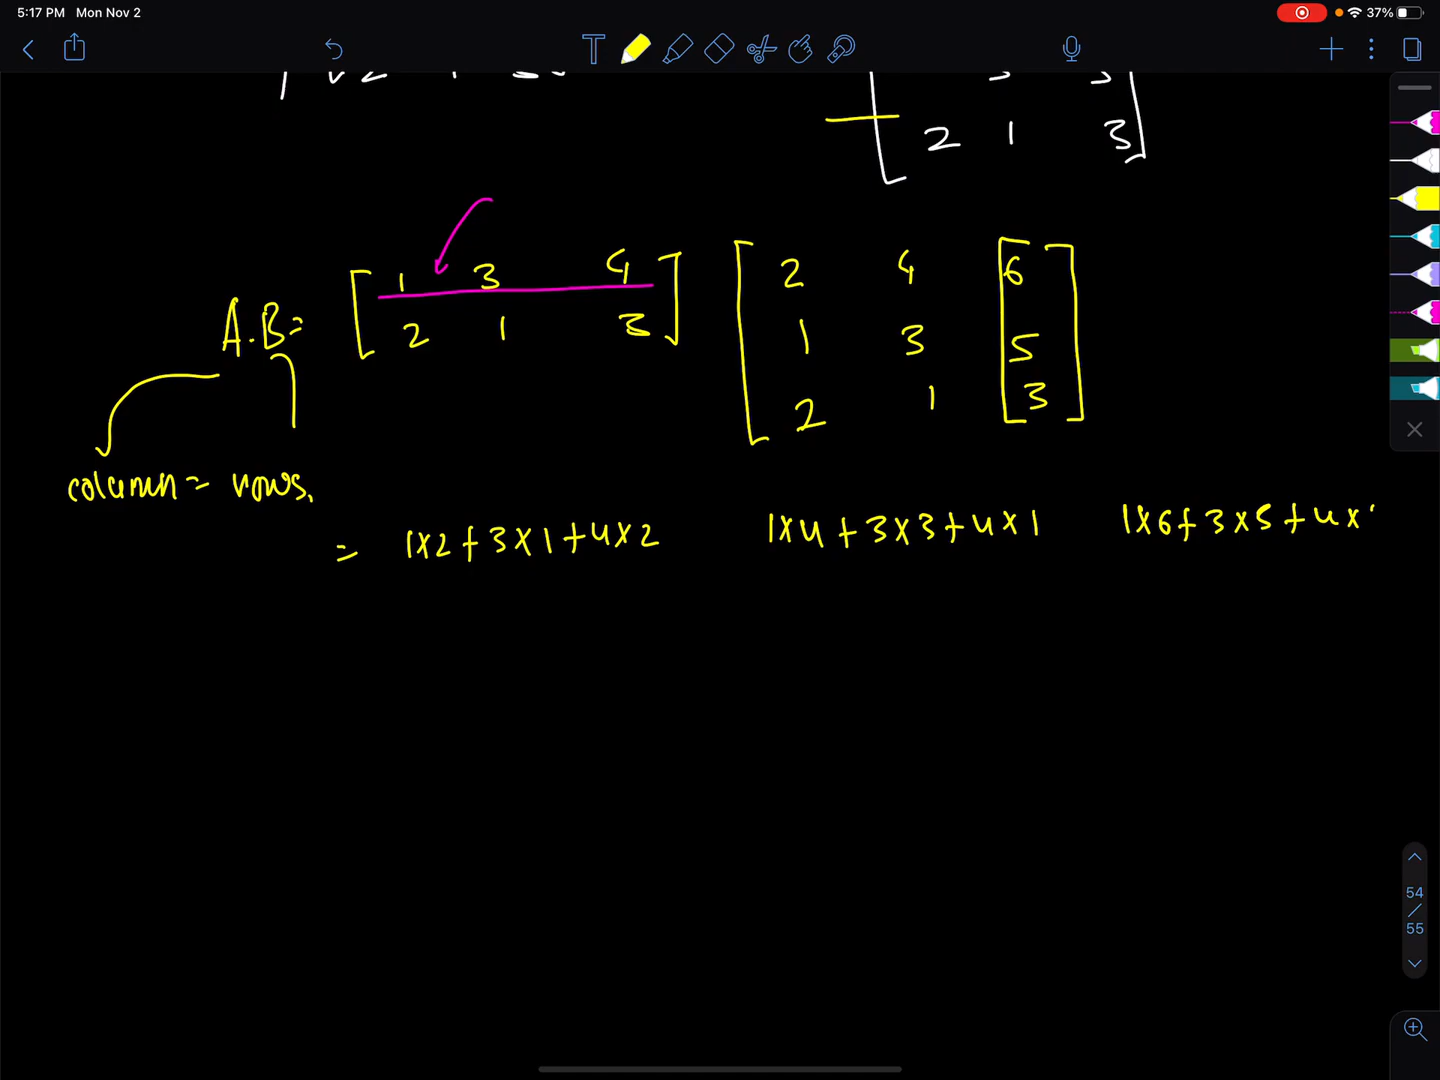 5:17 PM Mon Nov 2
37%
2 1 3
A.B= [ 1 3 4 ] [ 2 4 6 ]
2 1 3
1 3 5
2 1 3
column = rows.
= 1x2+3x1+4x2 1x4+3x3+4x1 1x6+3x5+4x
54
/
55